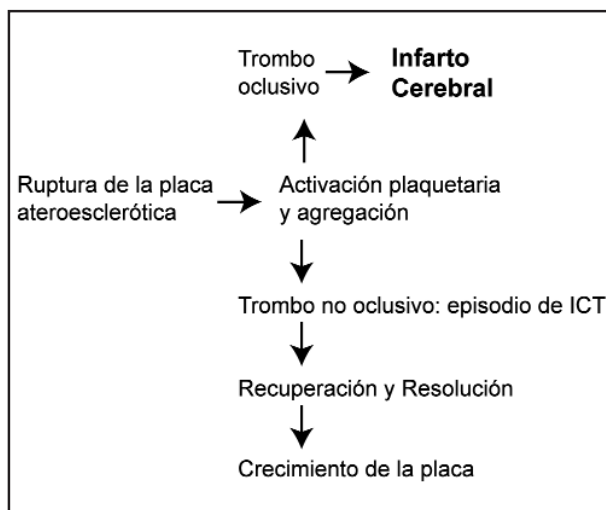 Trombo
oclusivo
Infarto
Cerebral
Ruptura de la placa
ateroesclerótica
Activación plaquetaria
y agregación
Trombo no oclusivo: episodio de ICT
Recuperación y Resolución
Crecimiento de la placa